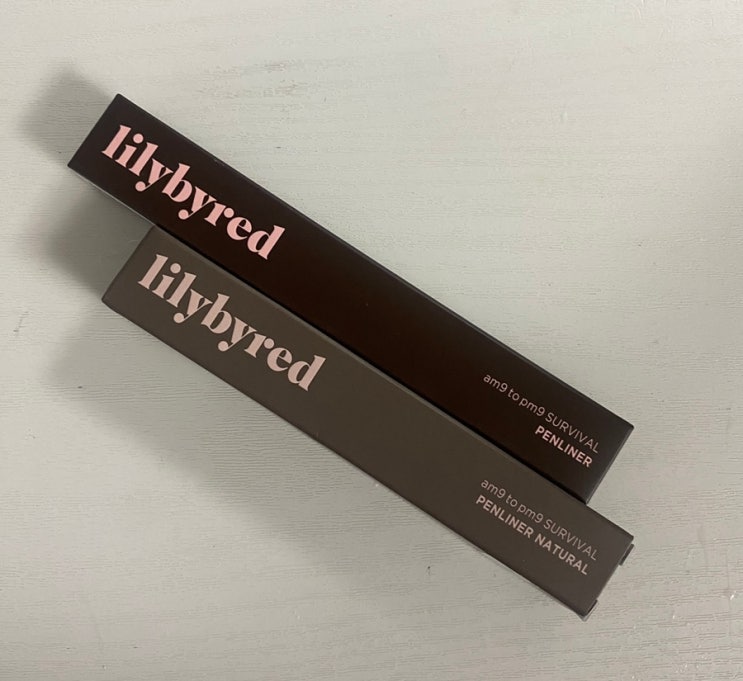 lilybyred
am9 to pm9 SURVIVAL
PENLINER
lilybyred
am9 to pm9 SURVIVAL
PENLINER NATURAL